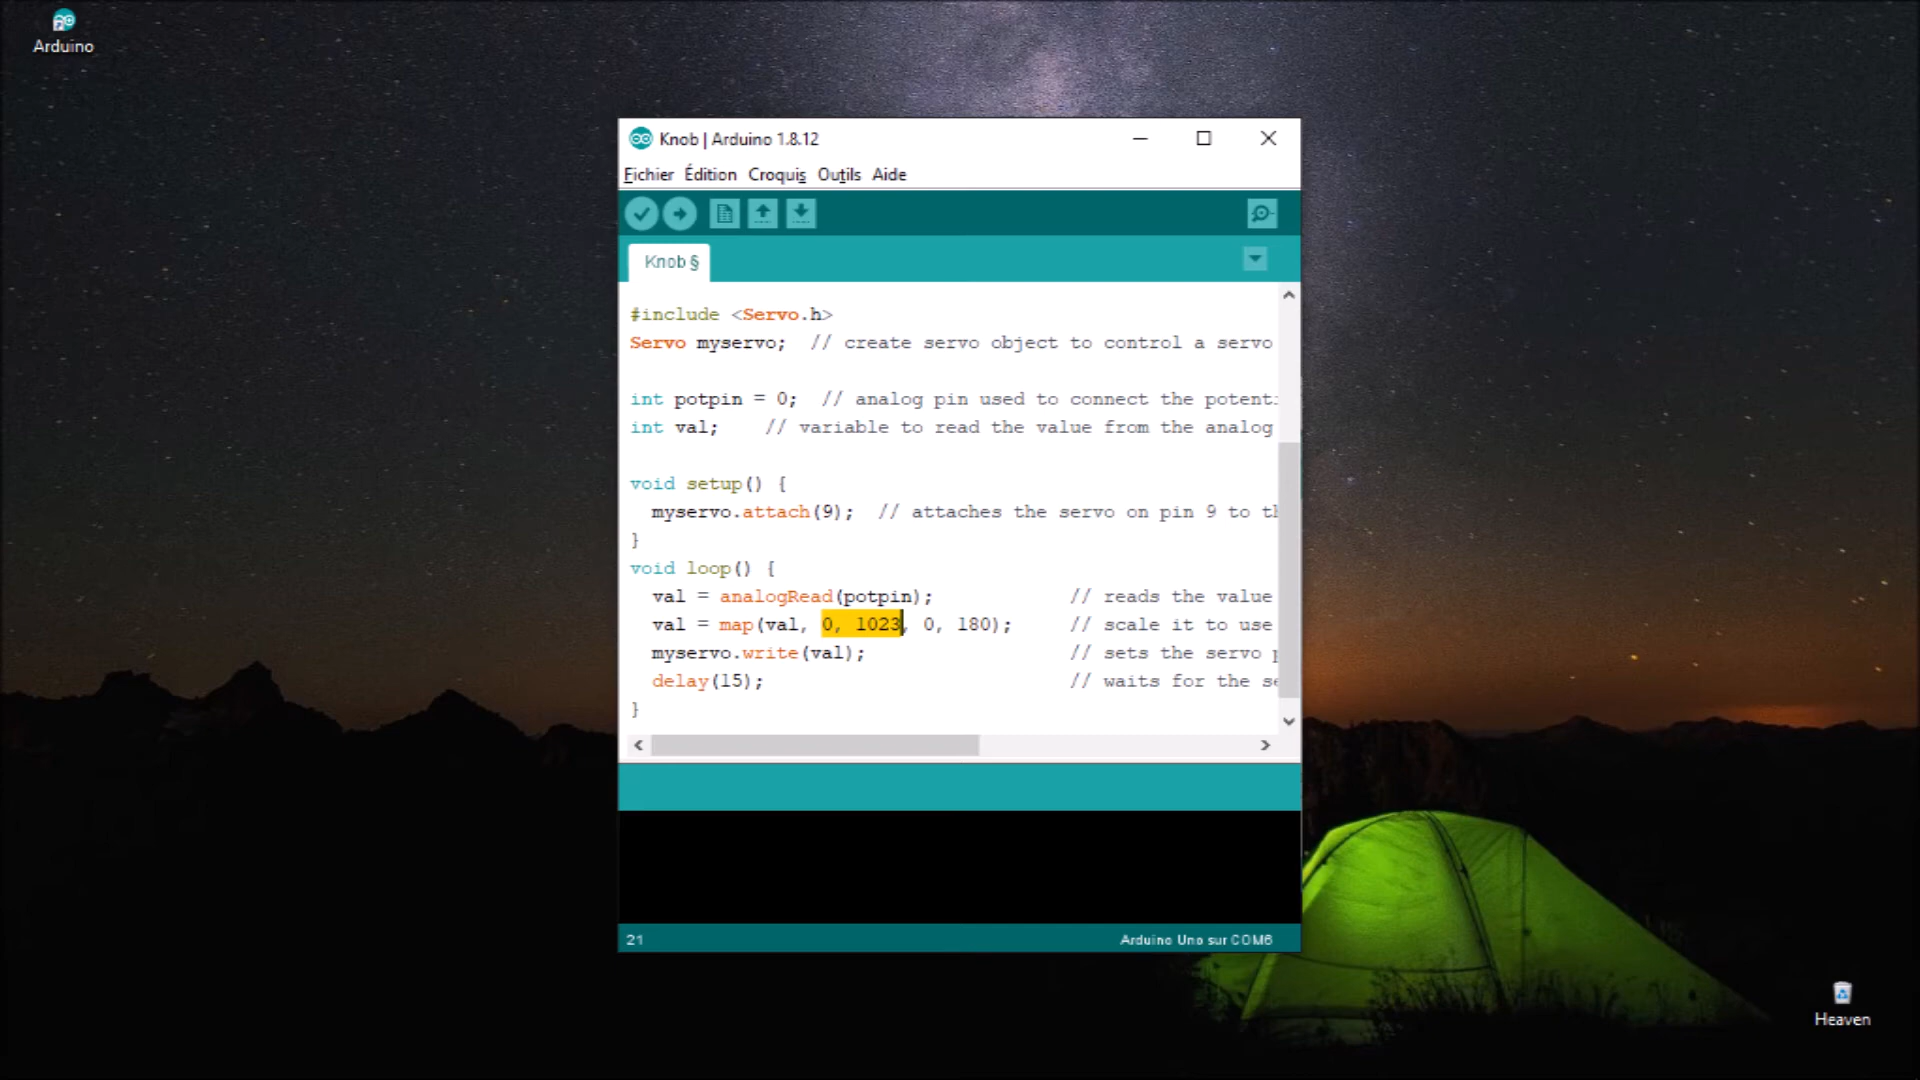 Arduino
Knob | Arduino 1.8.12
Fichier Édition Croquis Outils Aide
Knob §
#include <Servo.h>
Servo myservo;  // create servo object to control a servo
int potpin = 0;  // analog pin used to connect the potenti
int val;    // variable to read the value from the analog
void setup() {
  myservo.attach(9);  // attaches the servo on pin 9 to th
}
void loop() {
  val = analogRead(potpin);            // reads the value
  val = map(val, 0, 1023, 0, 180);     // scale it to use
  myservo.write(val);                  // sets the servo p
  delay(15);                           // waits for the se
}
21
Arduino Uno sur COM6
Heaven